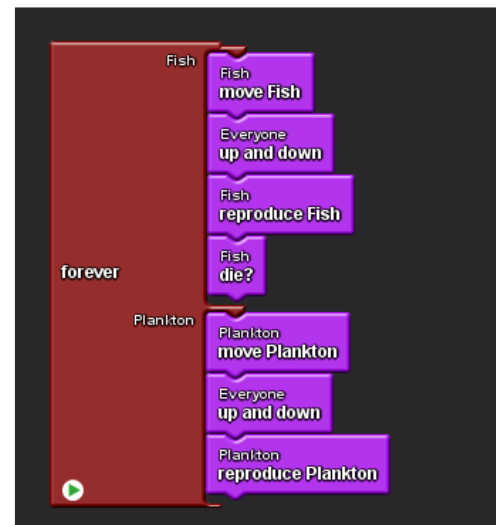 Fish
Fish
move Fish
Everyone
up and down
Fish
reproduce Fish
Fish
die?
forever
Plankton
Plankton
move Plankton
Everyone
up and down
Plankton
reproduce Plankton